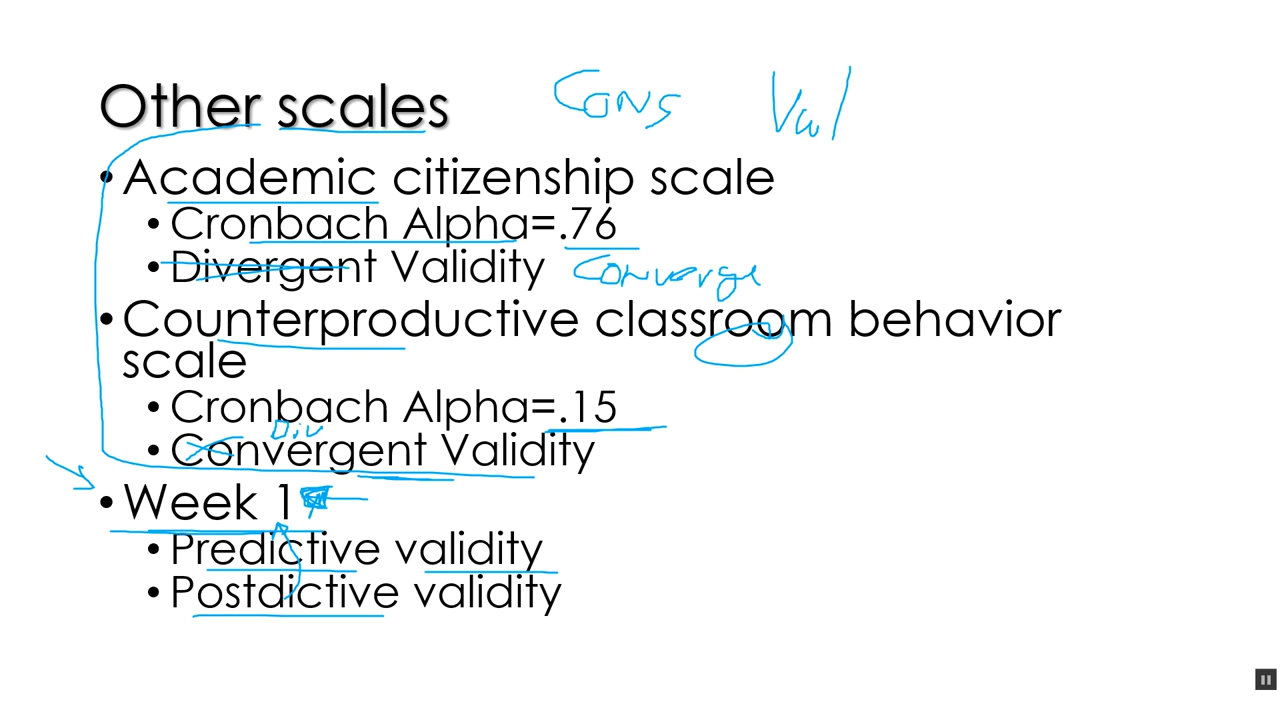 Other scales Cons Val
• Academic citizenship scale
• Cronbach Alpha=.76
• Divergent Validity Converge
• Counterproductive classroom behavior
scale
• Cronbach Alpha=.15
Div
• Convergent Validity
• Week 1
• Predictive validity
• Postdictive validity